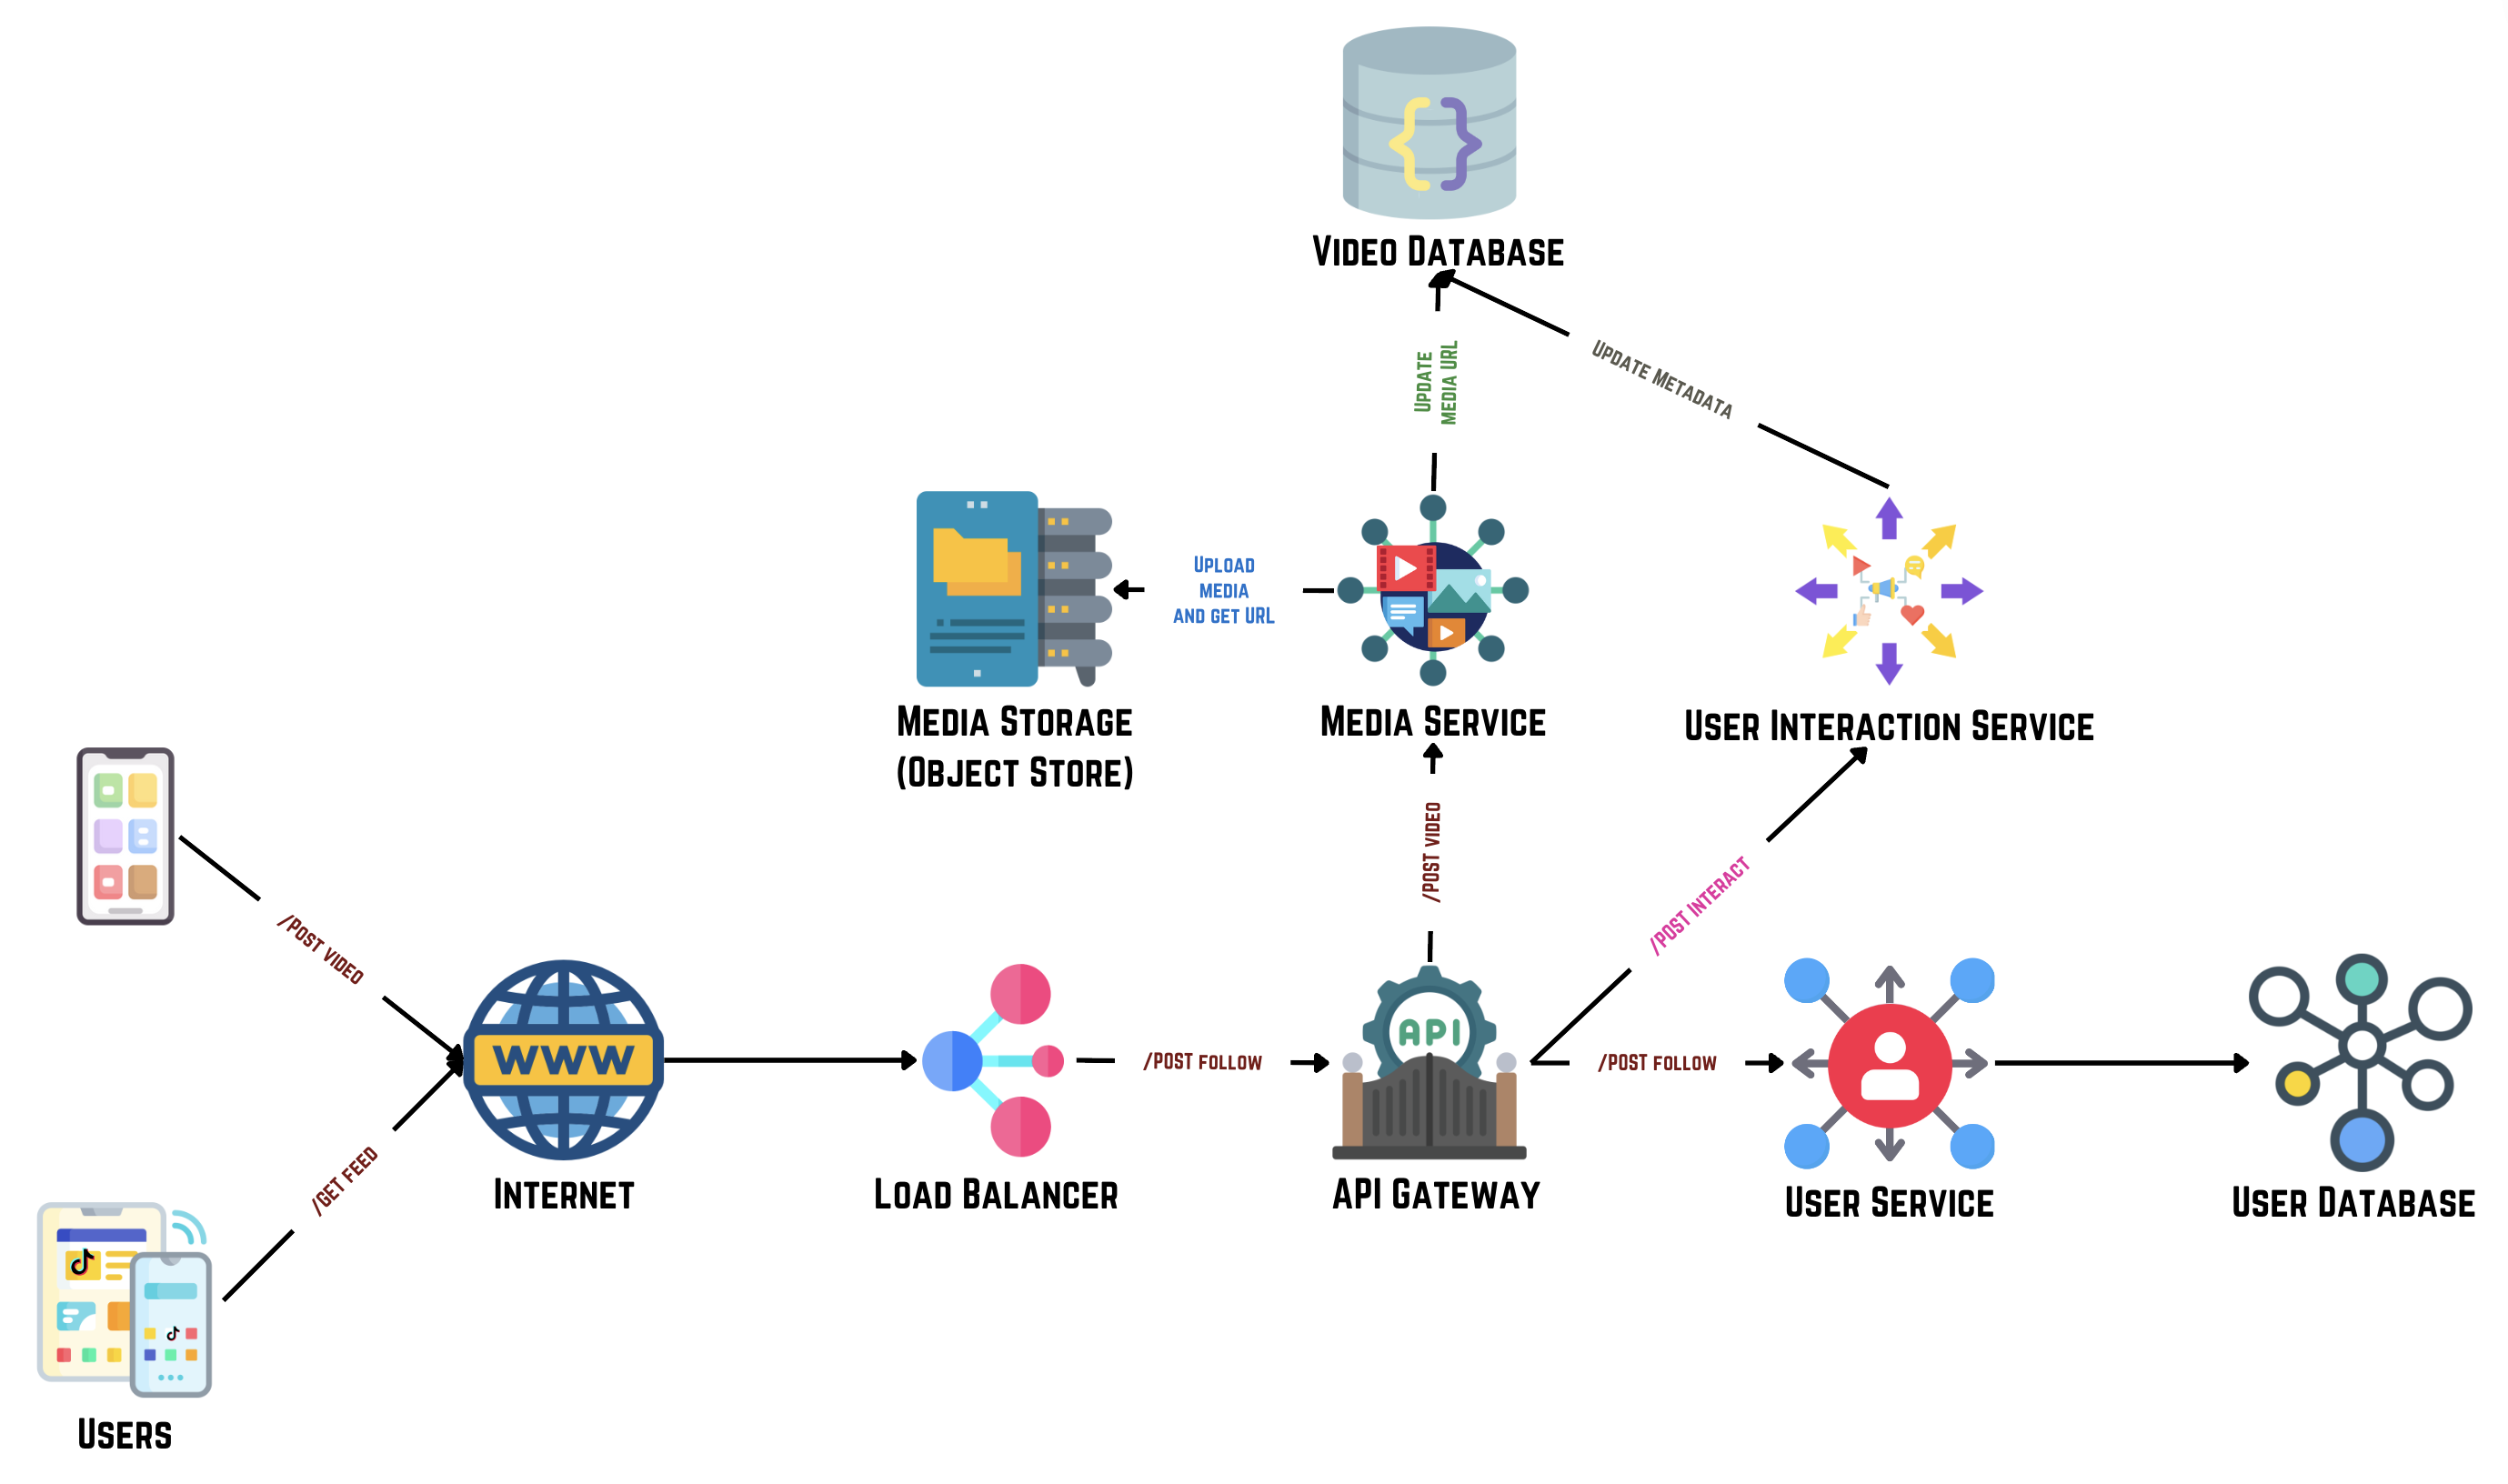 Video Database
Update
media URL
Update Metadata
Upload
media
and get URL
Media Storage
(Object Store)
Media Service
User Interaction Service
/post video
/post video
/post Interact
www
API
/post follow
/post follow
/get feed
Internet
Load Balancer
API Gateway
User Service
User Database
Users